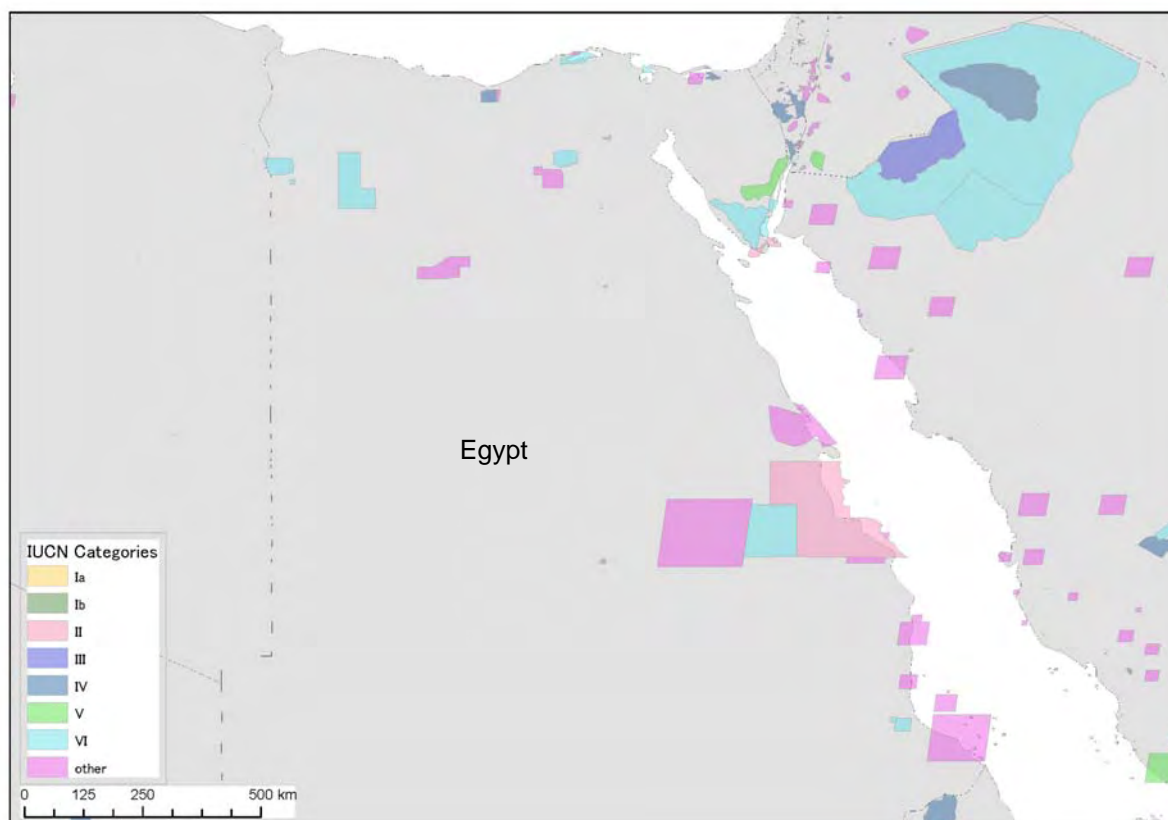 Egypt
IUCN Categories
Ia
Ib
II
III
IV
V
VI
other
0 125 250 500 km